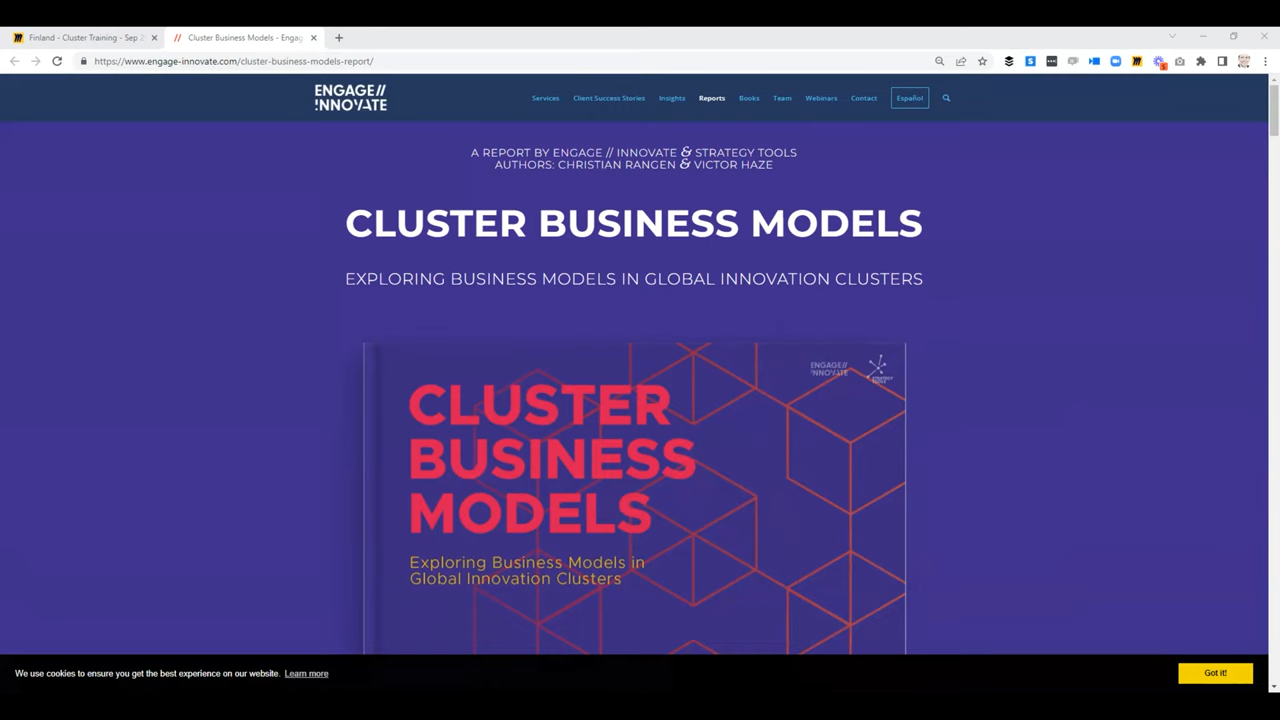 Finland - Cluster Training - Sep 2
Cluster Business Models - Engag
https://www.engage-innovate.com/cluster-business-models-report/
ENGAGE//
!NNOVATE
Services
Client Success Stories
Insights
Reports
Books
Team
Webinars
Contact
Español
A REPORT BY ENGAGE // INNOVATE & STRATEGY TOOLS
AUTHORS: CHRISTIAN RANGEN & VICTOR HAZE
CLUSTER BUSINESS MODELS
EXPLORING BUSINESS MODELS IN GLOBAL INNOVATION CLUSTERS
ENGAGE//
!NNOVATE
STRATEGY
TOOLS
CLUSTER
BUSINESS
MODELS
Exploring Business Models in
Global Innovation Clusters
We use cookies to ensure you get the best experience on our website. Learn more
Got it!